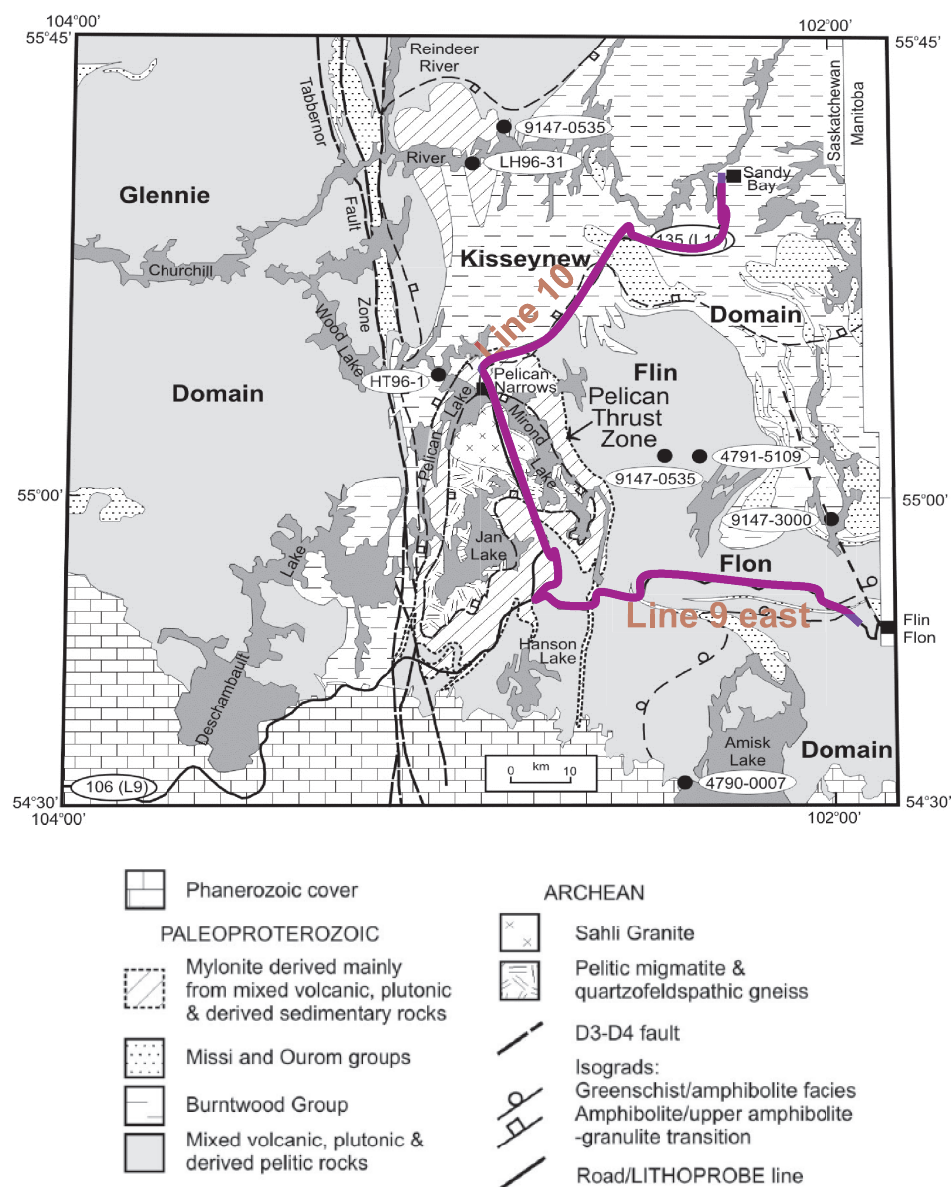 104°00’
102°00’
55°45’
55°45’
Reindeer
River
Saskatchewan
Manitoba
Tabbernor
9147-0535
River
LH96-31
Sandy
Bay
Glennie
Fault
135 (L10)
Kisseynew
Churchill
Line 10
Zone
Wood Lake
Domain
HT96-1
Pelican
Narrows
Flin
Domain
Pelican
Thrust
Zone
Lake
Mirond
Pelican
Lake
4791-5109
9147-0535
55°00’
55°00’
9147-3000
Jan
Lake
Lake
Flon
Line 9 east
Flin
Flon
Hanson
Lake
Deschambault
Amisk
Lake
Domain
km
0 10
106 (L9)
4790-0007
54°30’
54°30’
104°00’
102°00’
Phanerozoic cover
PALEOPROTEROZOIC
Mylonite derived mainly
from mixed volcanic, plutonic
& derived sedimentary rocks
Missi and Ourom groups
Burntwood Group
Mixed volcanic, plutonic &
derived pelitic rocks
ARCHEAN
Sahli Granite
Pelitic migmatite &
quartzofeldspathic gneiss
D3-D4 fault
Isograds:
Greenschist/amphibolite facies
Amphibolite/upper amphibolite
-granulite transition
Road/LITHOPROBE line